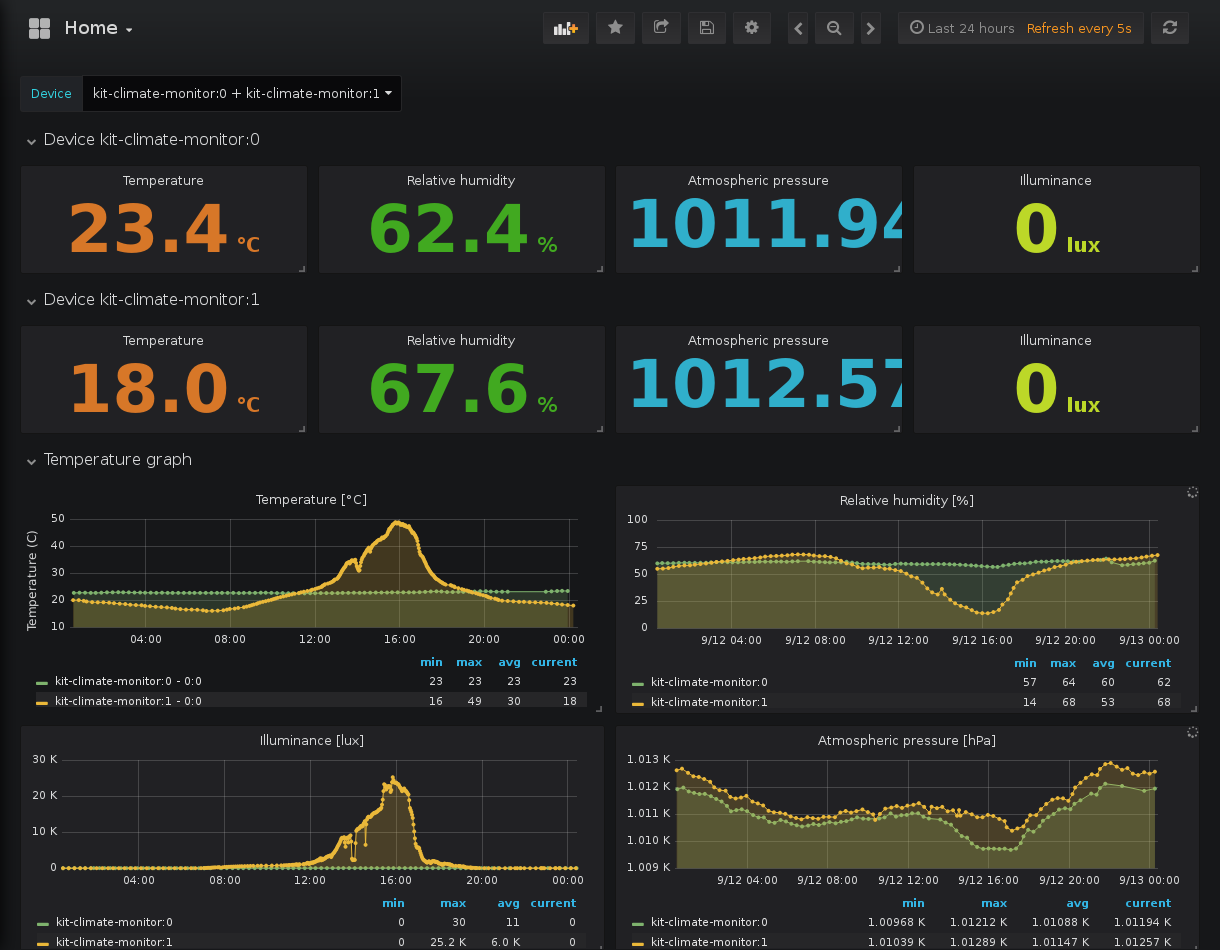 Home
Last 24 hours Refresh every 5s
Device kit-climate-monitor:0 + kit-climate-monitor:1
Device kit-climate-monitor:0
Temperature Relative humidity Atmospheric pressure Illuminance
23.4 °C 62.4 % 1011.94 0 lux
Device kit-climate-monitor:1
Temperature Relative humidity Atmospheric pressure Illuminance
18.0 °C 67.6 % 1012.57 0 lux
Temperature graph
Temperature [°C]
Temperature (C)
50
40
30
20
10
04:00 08:00 12:00 16:00 20:00 00:00
min max avg current
kit-climate-monitor:0 - 0:0 23 23 23 23
kit-climate-monitor:1 - 0:0 16 49 30 18
Relative humidity [%]
100
75
50
25
0
9/12 04:00 9/12 08:00 9/12 12:00 9/12 16:00 9/12 20:00 9/13 00:00
min max avg current
kit-climate-monitor:0 57 64 60 62
kit-climate-monitor:1 14 68 53 68
Illuminance [lux]
30 K
20 K
10 K
0
04:00 08:00 12:00 16:00 20:00 00:00
min max avg current
kit-climate-monitor:0 0 30 11 0
kit-climate-monitor:1 0 25.2 K 6.0 K 0
Atmospheric pressure [hPa]
1.013 K
1.012 K
1.011 K
1.010 K
1.009 K
9/12 04:00 9/12 08:00 9/12 12:00 9/12 16:00 9/12 20:00 9/13 00:00
min max avg current
kit-climate-monitor:0 1.00968 K 1.01212 K 1.01088 K 1.01194 K
kit-climate-monitor:1 1.01039 K 1.01289 K 1.01147 K 1.01257 K